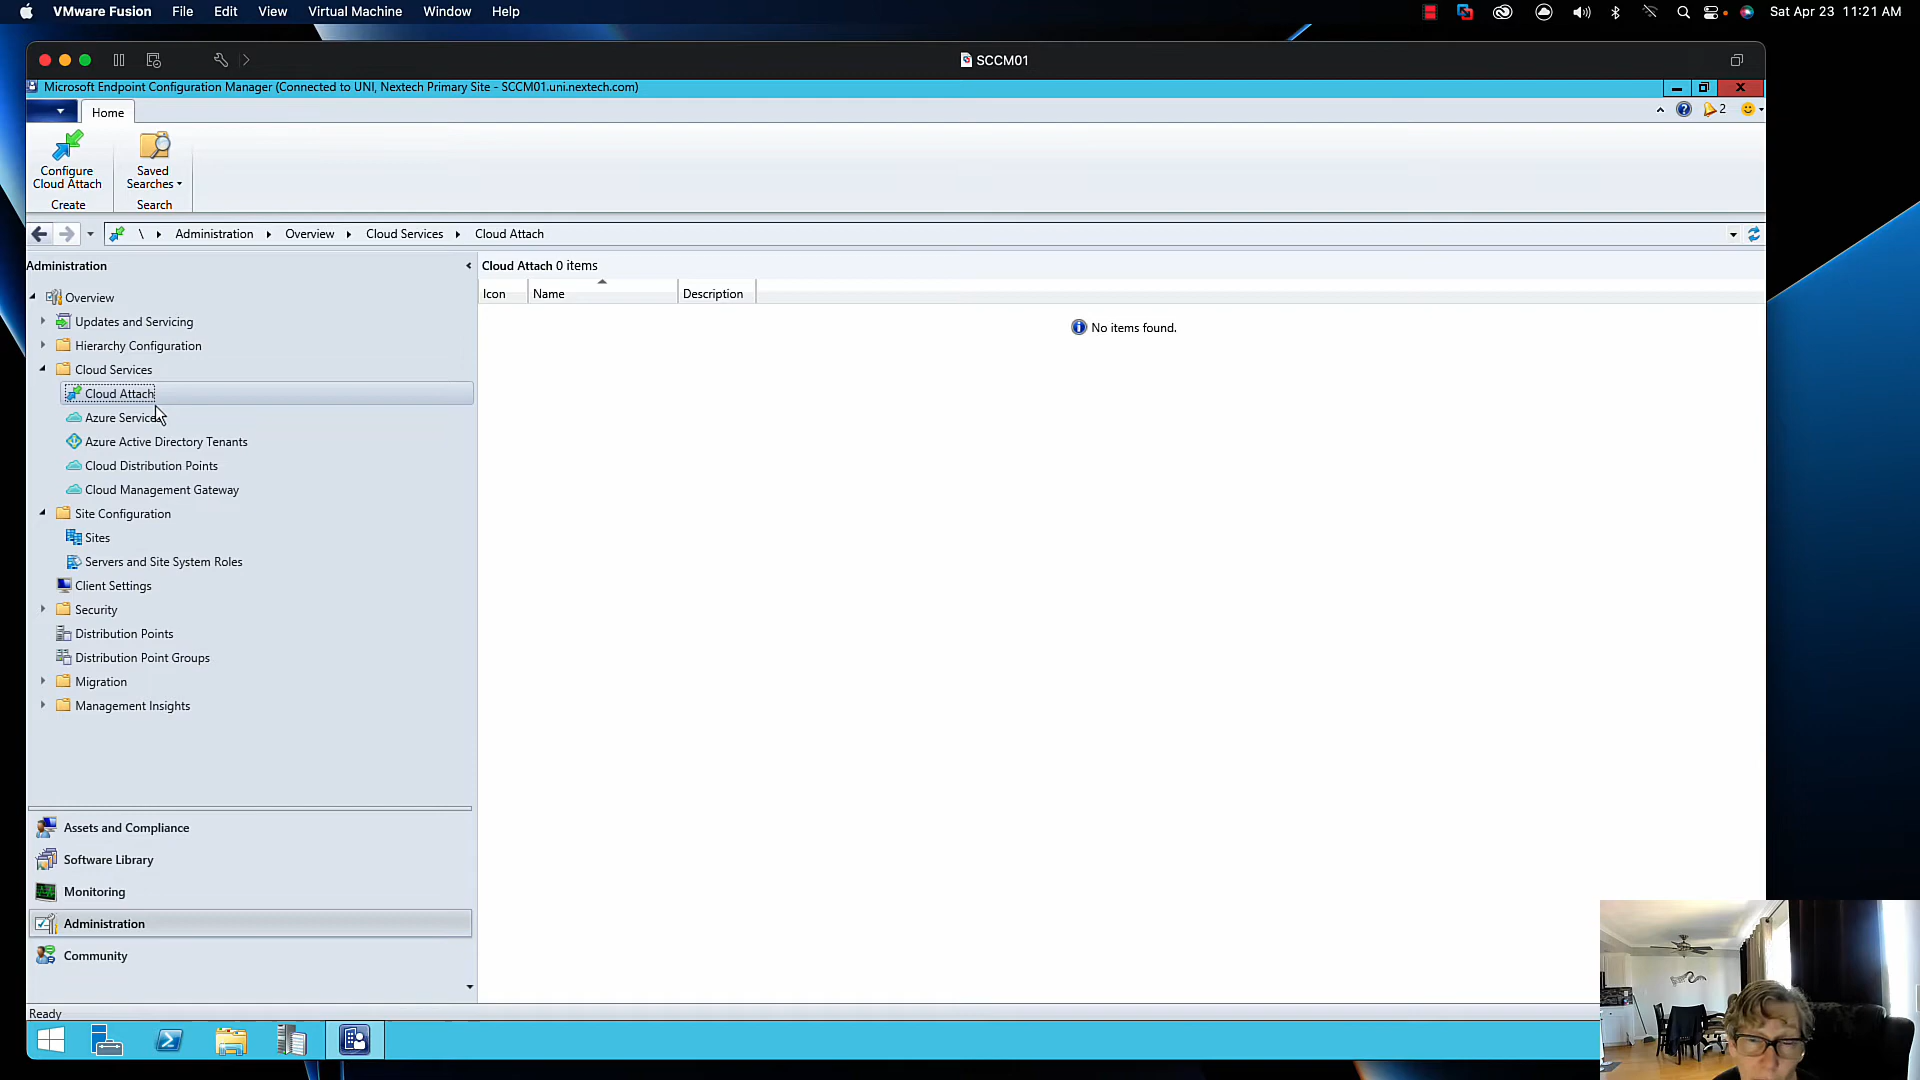 VMware Fusion File Edit View Virtual Machine Window Help Sat Apr 23 11:21 AM
SCCM01
Microsoft Endpoint Configuration Manager (Connected to UNI, Nextech Primary Site - SCCM01.uni.nextech.com)
Home
2
Configure
Cloud Attach
Saved
Searches
Create
Search
\ Administration Overview Cloud Services Cloud Attach
Administration
Cloud Attach 0 items
Icon Name Description
No items found.
Overview
Updates and Servicing
Hierarchy Configuration
Cloud Services
Cloud Attach
Azure Services
Azure Active Directory Tenants
Cloud Distribution Points
Cloud Management Gateway
Site Configuration
Sites
Servers and Site System Roles
Client Settings
Security
Distribution Points
Distribution Point Groups
Migration
Management Insights
Assets and Compliance
Software Library
Monitoring
Administration
Community
Ready